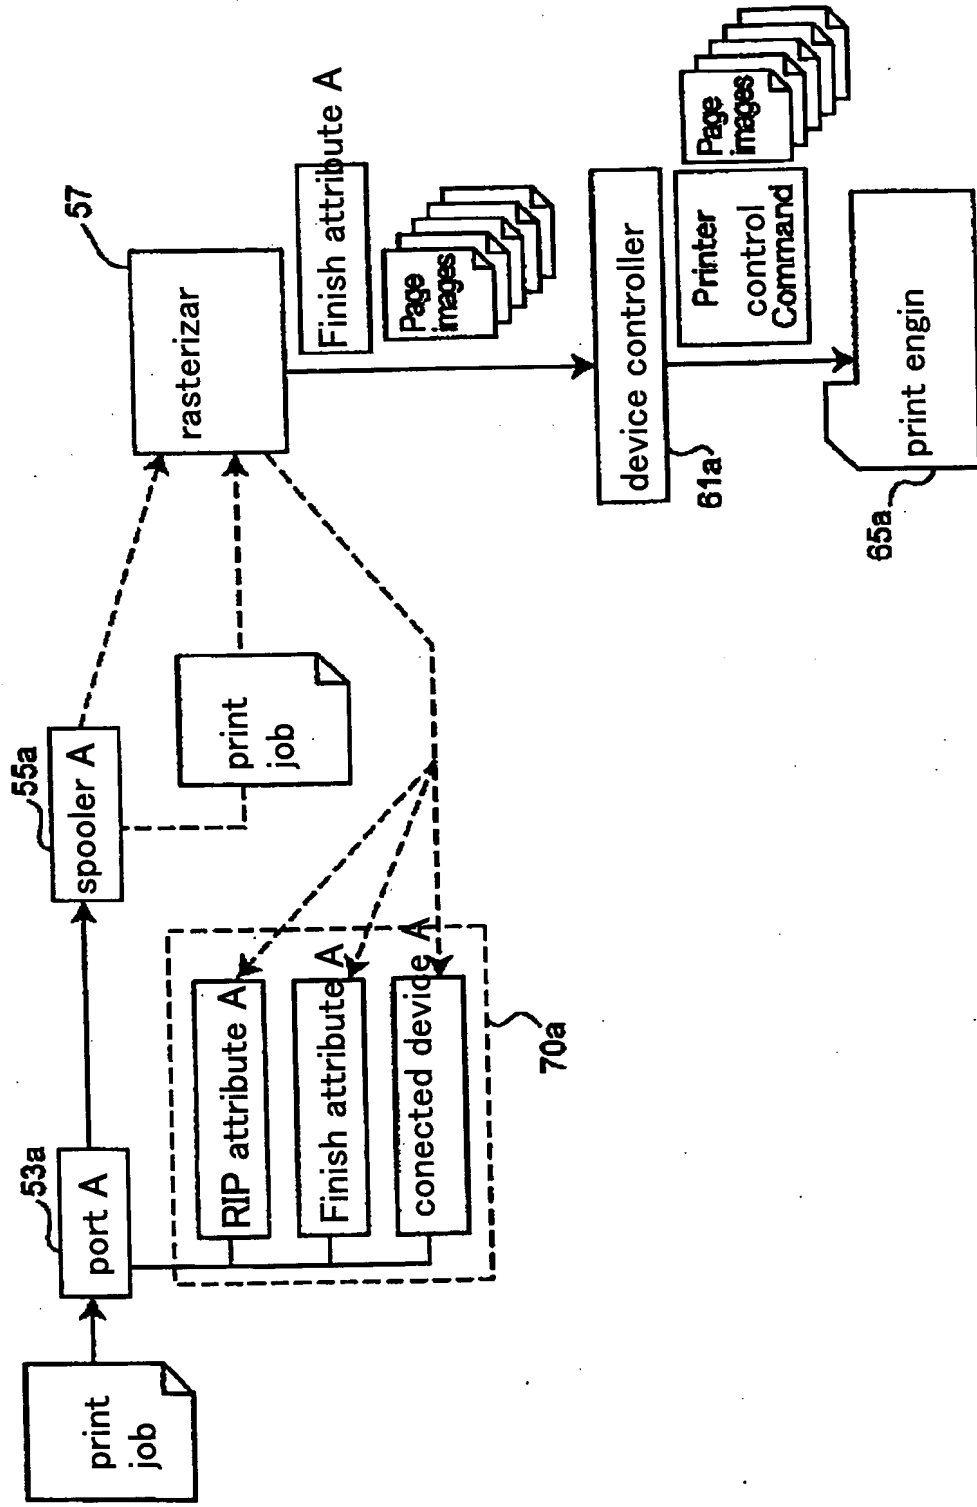 print
job
53a
port A
RIP attribute A
Finish attribute A
conected device A
70a
55a
spooler A
print
job
57
rasterizar
Finish attribute A
Page
images
device controller
61a
Printer
control
Command
Page
images
print engin
65a